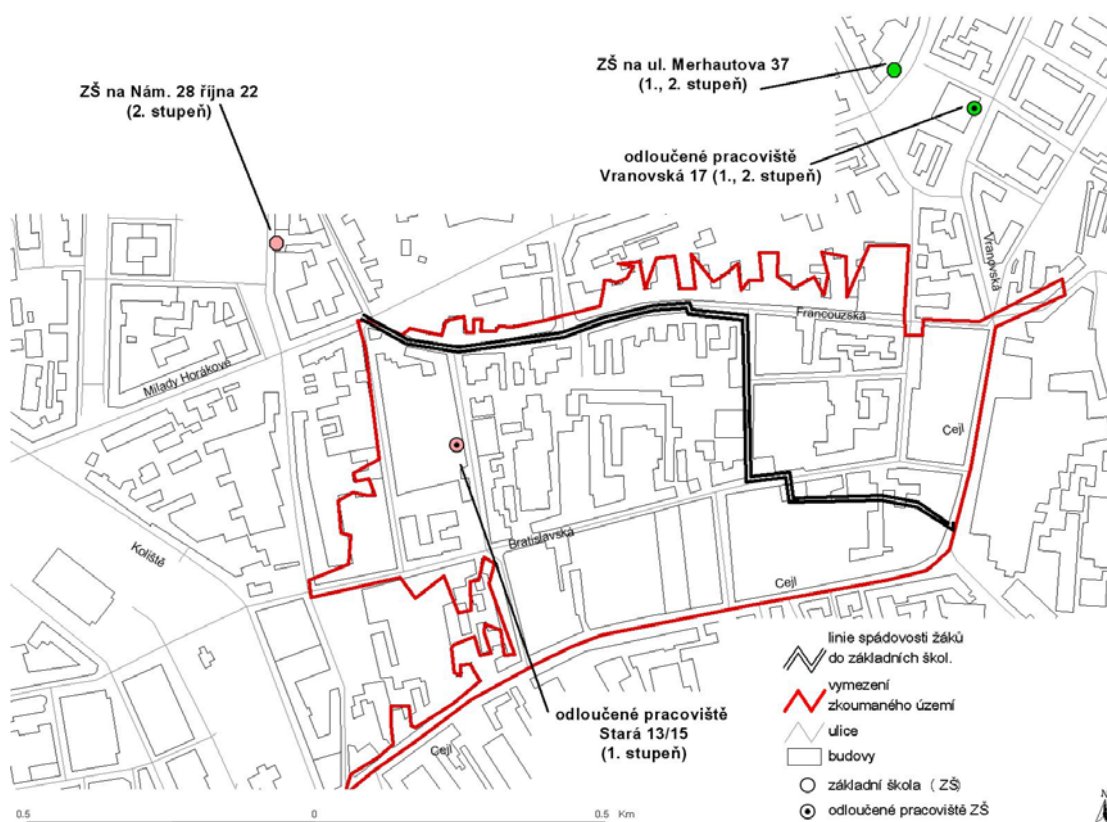 ZŠ na ul. Merhautova 37
(1., 2. stupeň)
ZŠ na Nám. 28 října 22
(2. stupeň)
odloučené pracoviště
Vranovská 17 (1., 2. stupeň)
Vranovská
Francouzská
Milady Horákové
Cejl
Bratislavská
Koliště
Cejl
linie spádovosti žáků
do základních škol.
vymezení
zkoumaného území
odloučené pracoviště
Stará 13/15
(1. stupeň)
Cejl
ulice
budovy
základní škola ( ZŠ)
odloučené pracoviště ZŠ
N
0.5 0 0.5 Km